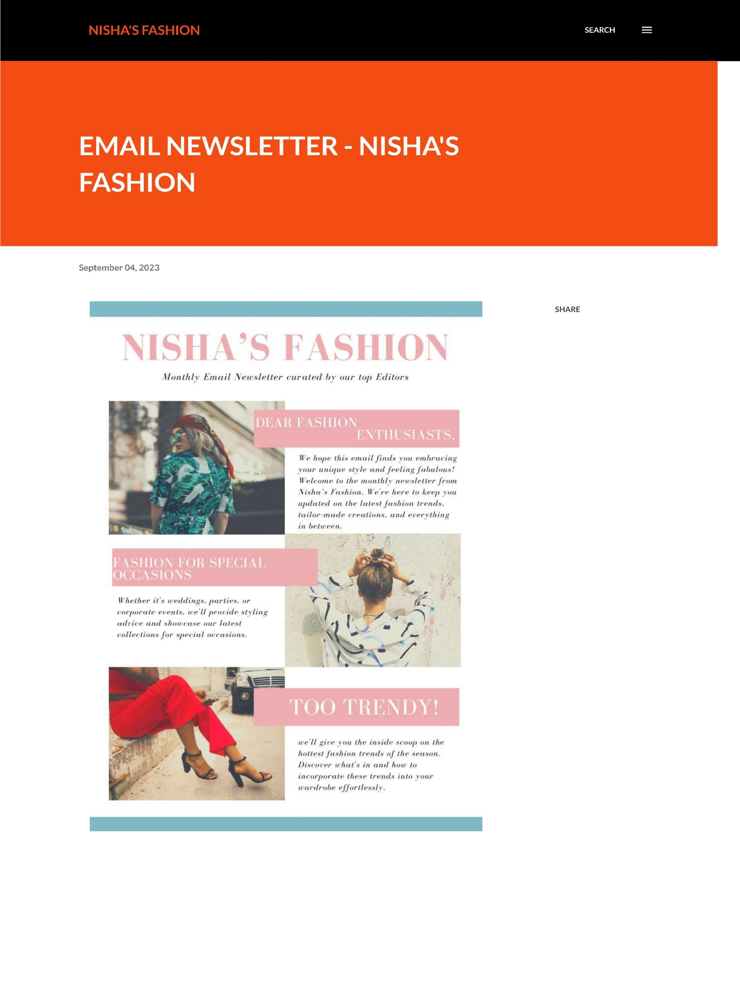 NISHA'S FASHION
SEARCH
EMAIL NEWSLETTER - NISHA'S
FASHION
September 04, 2023
SHARE
NISHA’S FASHION
Monthly Email Newsletter curated by our top Editors
DEAR FASHION
ENTHUSIASTS,
We hope this email finds you embracing
your unique style and feeling fabulous!
Welcome to the monthly newsletter from
Nisha’s Fashion. We're here to keep you
updated on the latest fashion trends,
tailor-made creations, and everything
in between.
FASHION FOR SPECIAL
OCCASIONS
Whether it's weddings, parties, or
corporate events, we'll provide styling
advice and showcase our latest
collections for special occasions.
TOO TRENDY!
we'll give you the inside scoop on the
hottest fashion trends of the season.
Discover what's in and how to
incorporate these trends into your
wardrobe effortlessly.